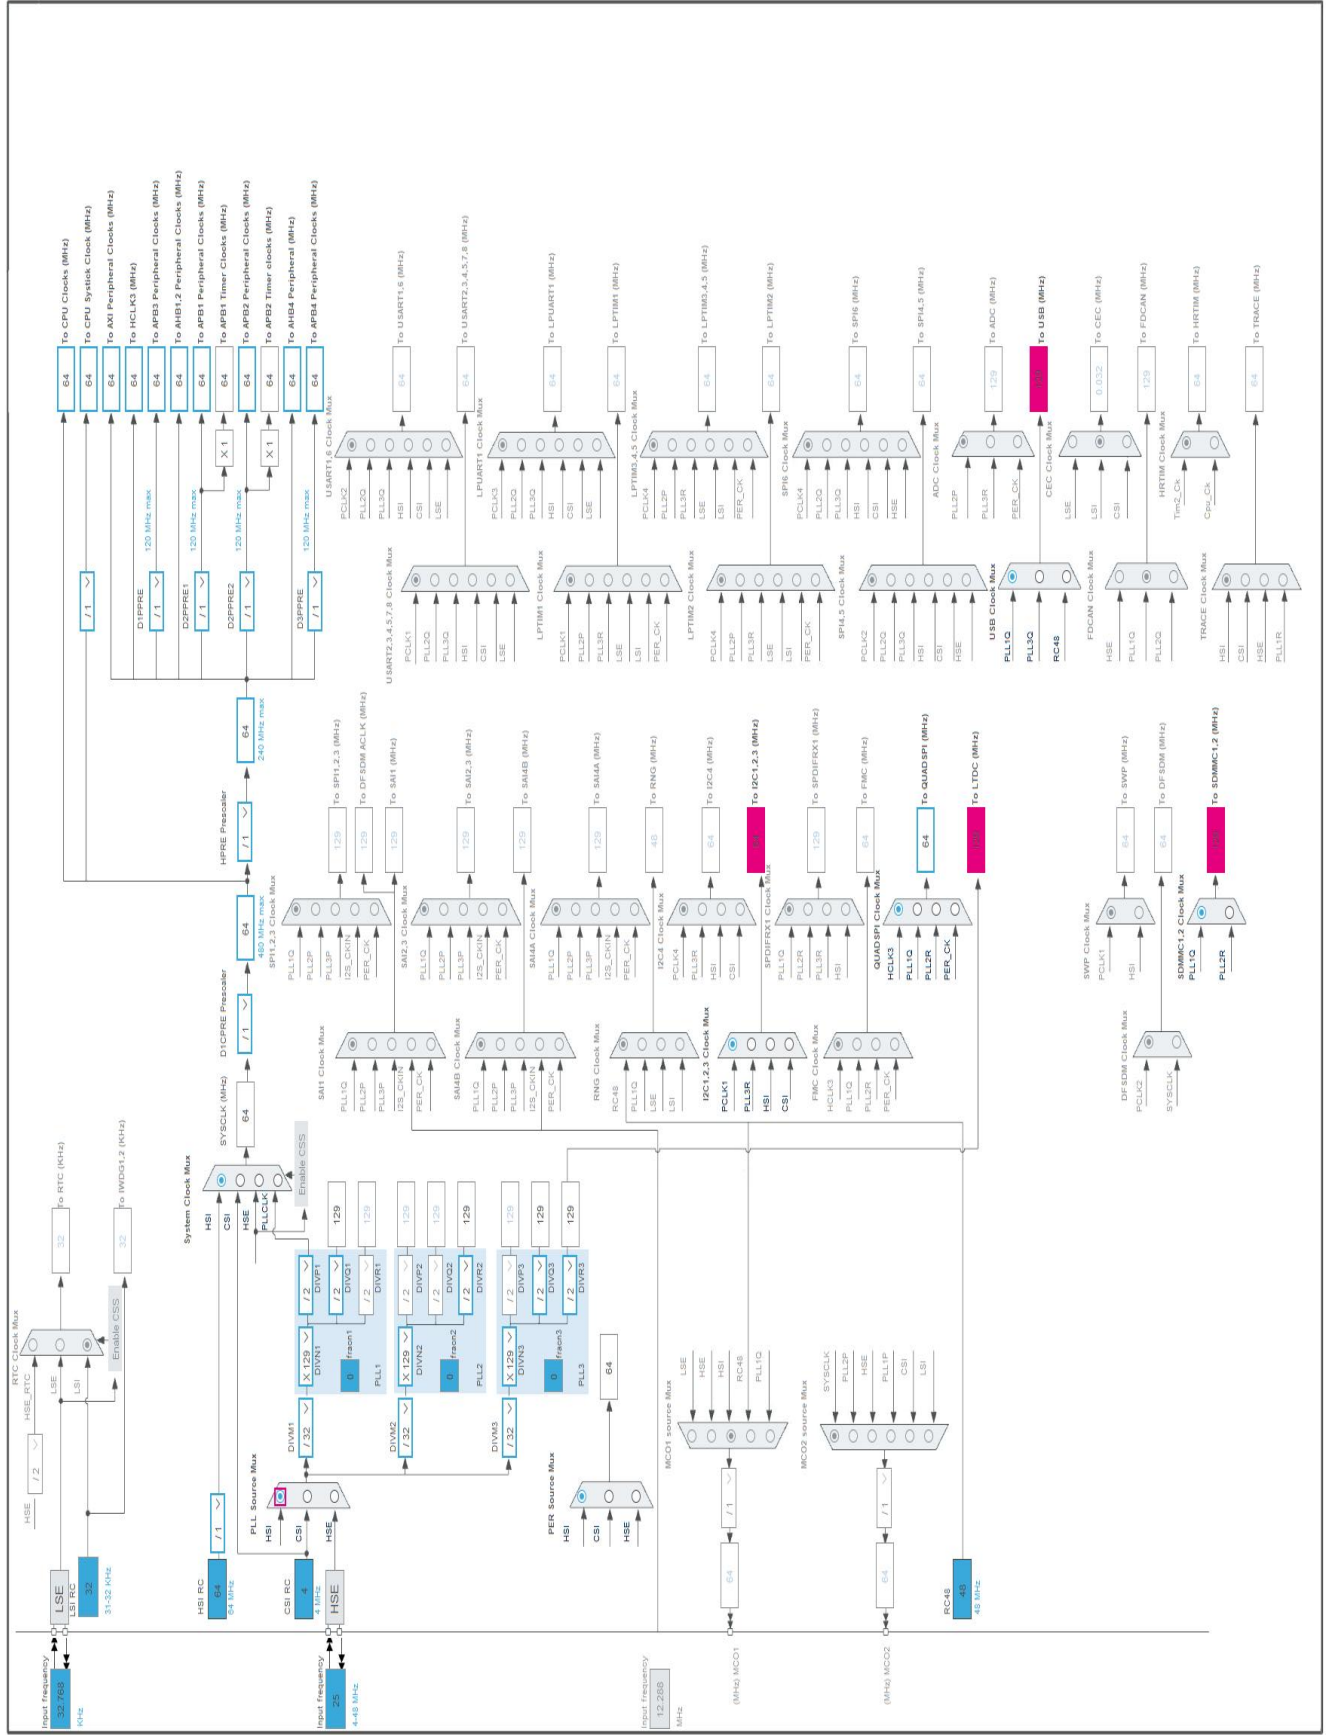 Input frequency
32.768
KHz
LSE
LSI RC
32
31-32 KHz
HSE
/ 2
HSE_RTC
LSE
LSI
RTC Clock Mux
Enable CSS
32
To RTC (KHz)
32
To IWDG1,2 (KHz)
HSI RC
64
64 MHz
/ 1
CSI RC
4
4 MHz
Input frequency
25
4-48 MHz
HSE
PLL Source Mux
HSI
CSI
HSE
DIVM1
/ 32
X 129
DIVN1
0
fracn1
PLL1
/ 2
DIVP1
/ 2
DIVQ1
129
/ 2
DIVR1
129
DIVM2
/ 32
X 129
DIVN2
0
fracn2
PLL2
/ 2
DIVP2
129
/ 2
DIVQ2
129
/ 2
DIVR2
129
DIVM3
/ 32
X 129
DIVN3
0
fracn3
PLL3
/ 2
DIVP3
129
/ 2
DIVQ3
129
/ 2
DIVR3
129
PER Source Mux
HSI
CSI
HSE
64
System Clock Mux
HSI
CSI
HSE
PLLCLK
Enable CSS
SYSCLK (MHz)
64
D1CPRE Prescaler
/ 1
64
480 MHz max
HPRE Prescaler
/ 1
64
240 MHz max
64
To CPU Clocks (MHz)
/ 1
64
To CPU Systick Clock (MHz)
64
To AXI Peripheral Clocks (MHz)
64
To HCLK3 (MHz)
D1PPRE
/ 1
120 MHz max
64
To APB3 Peripheral Clocks (MHz)
64
To AHB1,2 Peripheral Clocks (MHz)
D2PPRE1
/ 1
120 MHz max
64
To APB1 Peripheral Clocks (MHz)
X 1
64
To APB1 Timer Clocks (MHz)
D2PPRE2
/ 1
120 MHz max
64
To APB2 Peripheral Clocks (MHz)
X 1
64
To APB2 Timer clocks (MHz)
64
To AHB4 Peripheral (MHz)
D3PPRE
/ 1
120 MHz max
64
To APB4 Peripheral Clocks (MHz)
SPI1,2,3 Clock Mux
PLL1Q
PLL2P
PLL3P
I2S_CKIN
PER_CK
129
To SPI1,2,3 (MHz)
129
To DFSDM ACLK (MHz)
SAI1 Clock Mux
PLL1Q
PLL2P
PLL3P
I2S_CKIN
PER_CK
129
To SAI1 (MHz)
SAI2,3 Clock Mux
PLL1Q
PLL2P
PLL3P
I2S_CKIN
PER_CK
129
To SAI2,3 (MHz)
SAI4B Clock Mux
PLL1Q
PLL2P
PLL3P
I2S_CKIN
PER_CK
129
To SAI4B (MHz)
SAI4A Clock Mux
PLL1Q
PLL2P
PLL3P
I2S_CKIN
PER_CK
129
To SAI4A (MHz)
RNG Clock Mux
RC48
PLL1Q
LSE
LSI
48
To RNG (MHz)
I2C4 Clock Mux
PCLK4
PLL3R
HSI
CSI
64
To I2C4 (MHz)
I2C1,2,3 Clock Mux
PCLK1
PLL3R
HSI
CSI
To I2C1,2,3 (MHz)
SPDIFRX1 Clock Mux
PLL1Q
PLL2R
PLL3R
HSI
129
To SPDIFRX1 (MHz)
FMC Clock Mux
HCLK3
PLL1Q
PLL2R
PER_CK
64
To FMC (MHz)
QUADSPI Clock Mux
HCLK3
PLL1Q
PLL2R
PER_CK
64
To QUADSPI (MHz)
To LTDC (MHz)
SWP Clock Mux
PCLK1
HSI
64
To SWP (MHz)
DFSDM Clock Mux
PCLK2
SYSCLK
64
To DFSDM (MHz)
SDMMC1,2 Clock Mux
PLL1Q
PLL2R
To SDMMC1,2 (MHz)
USART1,6 Clock Mux
PCLK2
PLL2Q
PLL3Q
HSI
CSI
LSE
64
To USART1,6 (MHz)
USART2,3,4,5,7,8 Clock Mux
PCLK1
PLL2Q
PLL3Q
HSI
CSI
LSE
64
To USART2,3,4,5,7,8 (MHz)
LPUART1 Clock Mux
PCLK3
PLL2Q
PLL3Q
HSI
CSI
LSE
64
To LPUART1 (MHz)
LPTIM1 Clock Mux
PCLK1
PLL2P
PLL3R
LSE
LSI
PER_CK
64
To LPTIM1 (MHz)
LPTIM3,4,5 Clock Mux
PCLK4
PLL2P
PLL3R
LSE
LSI
PER_CK
64
To LPTIM3,4,5 (MHz)
LPTIM2 Clock Mux
PCLK4
PLL2P
PLL3R
LSE
LSI
PER_CK
64
To LPTIM2 (MHz)
SPI6 Clock Mux
PCLK4
PLL2Q
PLL3Q
HSI
CSI
HSE
64
To SPI6 (MHz)
SPI4,5 Clock Mux
PCLK2
PLL2Q
PLL3Q
HSI
CSI
HSE
64
To SPI4,5 (MHz)
ADC Clock Mux
PLL2P
PLL3R
PER_CK
129
To ADC (MHz)
USB Clock Mux
PLL1Q
PLL3Q
RC48
To USB (MHz)
CEC Clock Mux
LSE
LSI
CSI
0.032
To CEC (MHz)
FDCAN Clock Mux
HSE
PLL1Q
PLL2Q
129
To FDCAN (MHz)
HRTIM Clock Mux
Tim2_Ck
Cpu_Ck
64
To HRTIM (MHz)
TRACE Clock Mux
HSI
CSI
HSE
PLL1R
64
To TRACE (MHz)
Input frequency
12.288
MHz
(MHz) MCO1
64
/ 1
MCO1 source Mux
LSE
HSE
HSI
RC48
PLL1Q
(MHz) MCO2
64
/ 1
MCO2 source Mux
SYSCLK
PLL2P
HSE
PLL1P
CSI
LSI
RC48
48
48 MHz